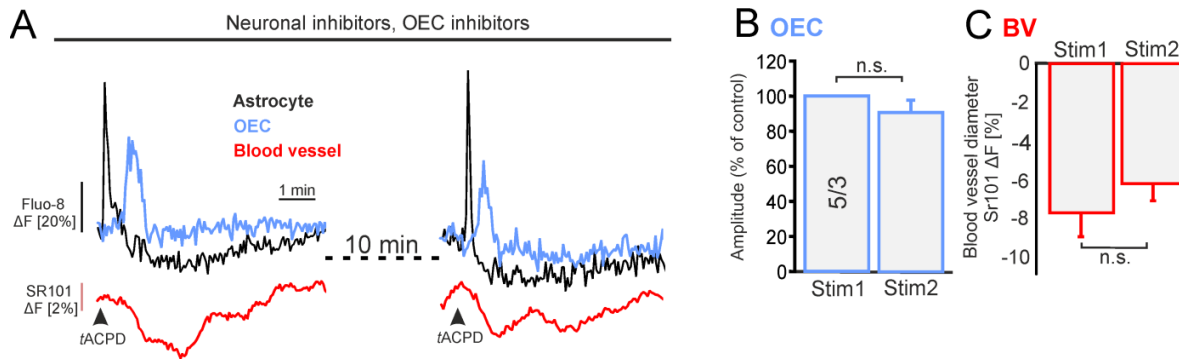 A
Neuronal inhibitors, OEC inhibitors
Astrocyte
OEC
Blood vessel
1 min
Fluo-8
ΔF [20%]
10 min
SR101
ΔF [2%]
tACPD
tACPD
B OEC
n.s.
Amplitude (% of control)
120
100
80
60
40
20
0
5/3
Stim1 Stim2
C BV
Stim1 Stim2
Blood vessel diameter
Sr101 ΔF [%]
0
-2
-4
-6
-8
-10
n.s.